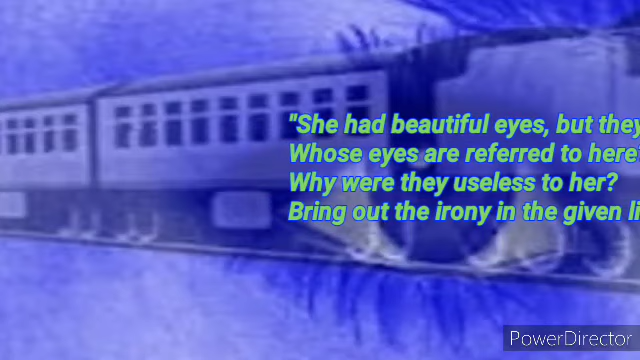 "She had beautiful eyes, but they
Whose eyes are referred to here
Why were they useless to her?
Bring out the irony in the given
PowerDirector